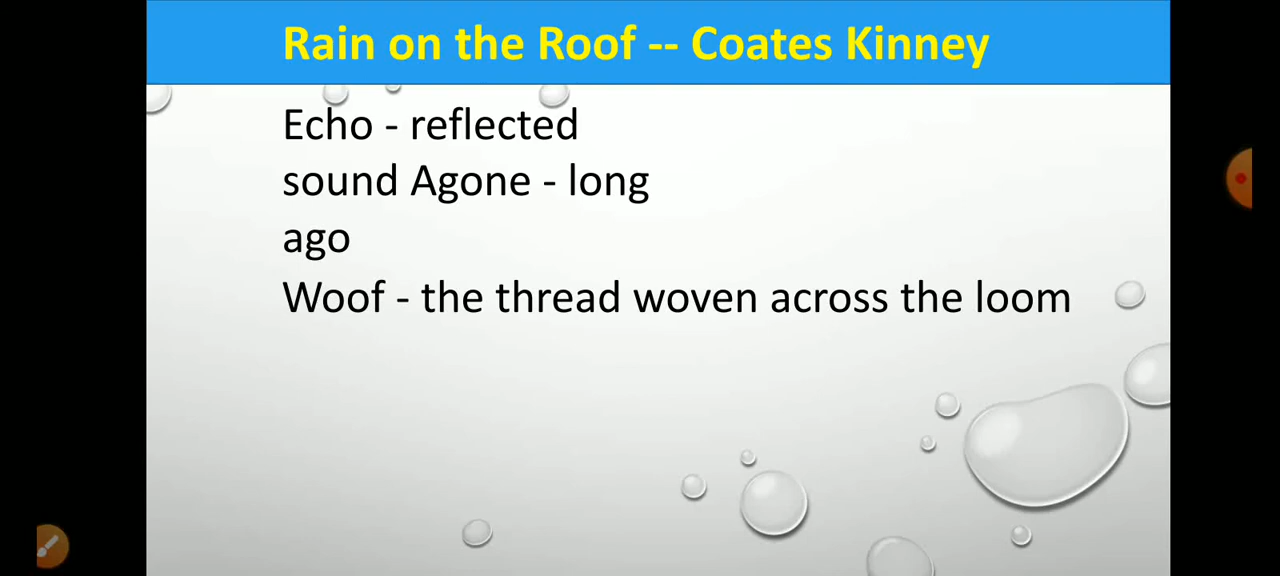 Rain on the Roof -- Coates Kinney
Echo - reflected
sound Agone - long
ago
Woof - the thread woven across the loom